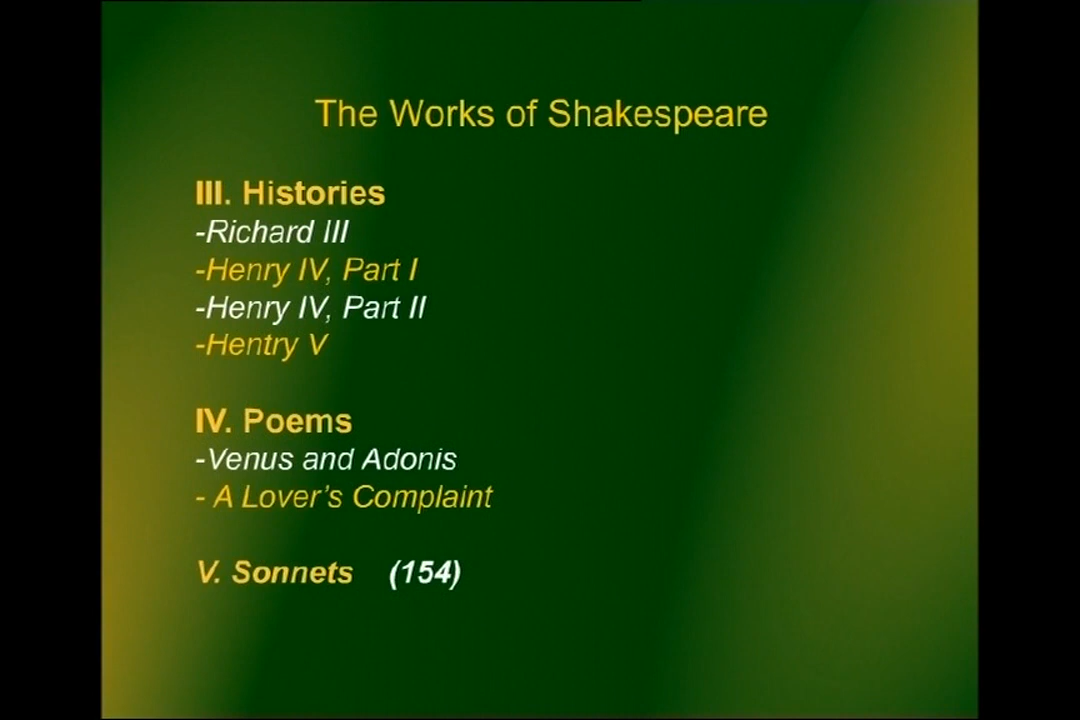 The Works of Shakespeare
III. Histories
-Richard III
-Henry IV, Part I
-Henry IV, Part II
-Hentry V
IV. Poems
-Venus and Adonis
- A Lover’s Complaint
V. Sonnets (154)